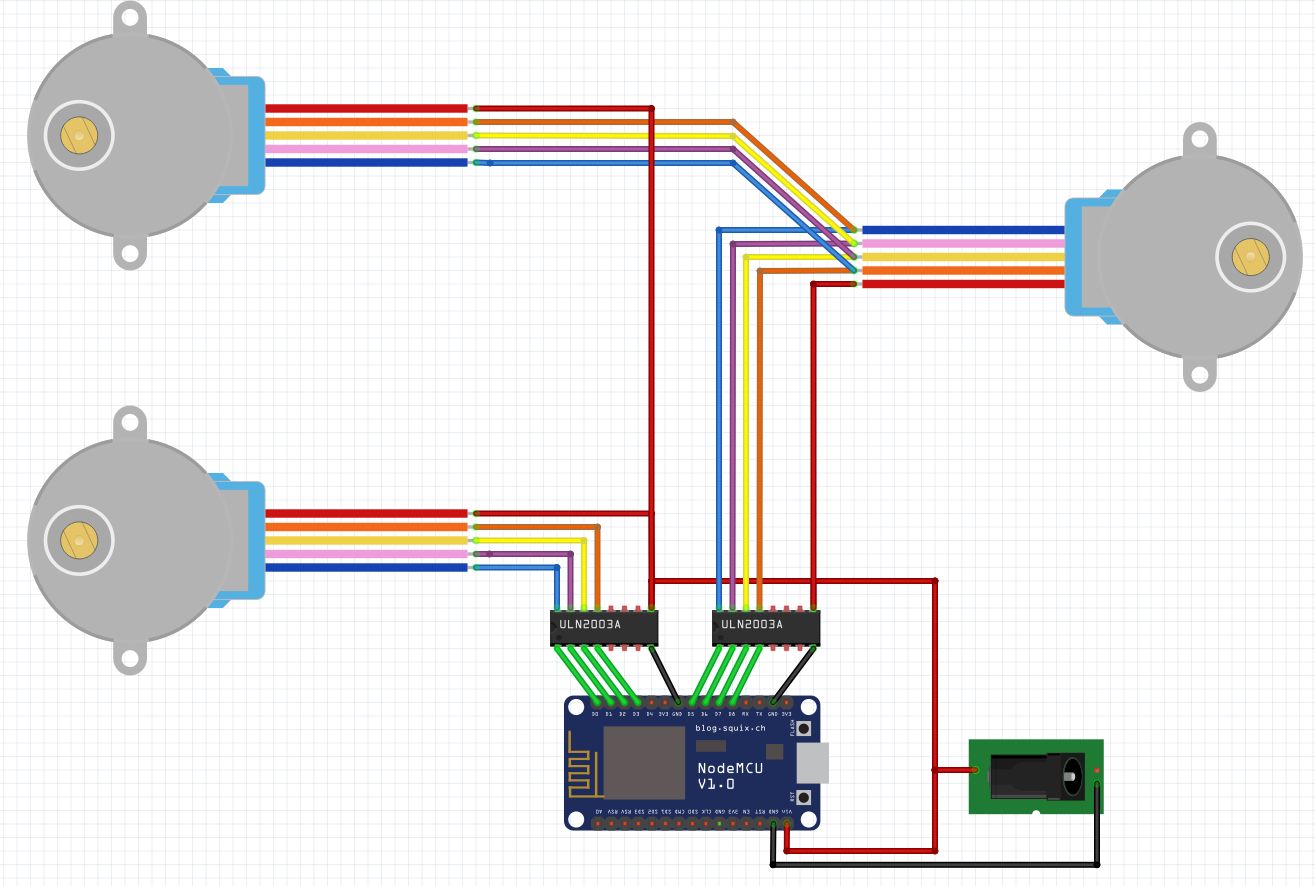 ULN2003A
ULN2003A
D0 D1 D2 D3 D4 3V3 GND D5 D6 D7 D8 RX TX GND 3V3
blog.squix.ch
FLASH
NodeMCU
V1.0
RST
A0 RSV RSV SD3 SD2 SD1 CMD SD0 CLK GND 3V3 EN RST GND Vin